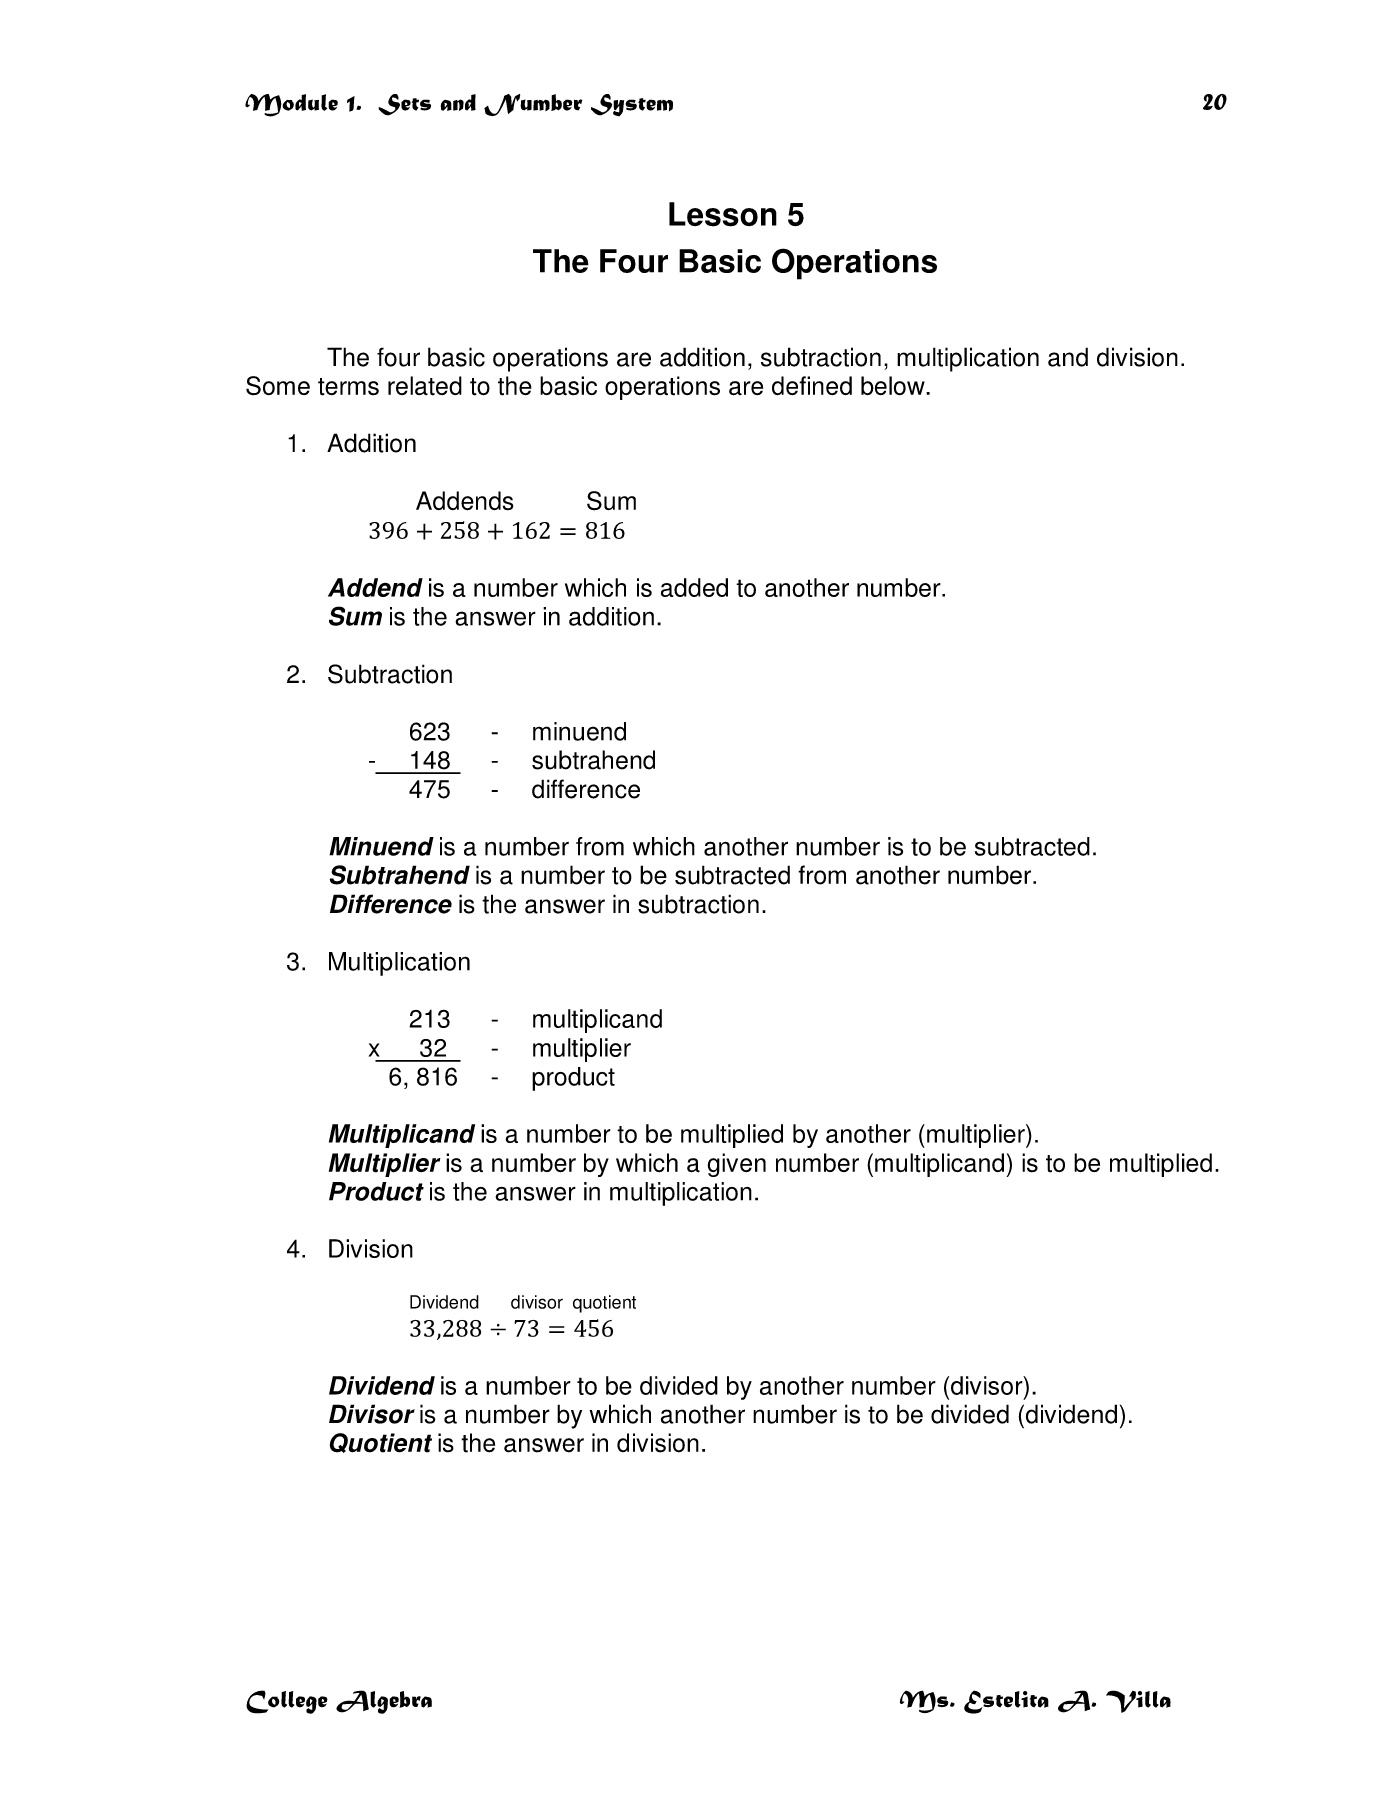 Module 1. Sets and Number System 20
Lesson 5
The Four Basic Operations
The four basic operations are addition, subtraction, multiplication and division.
Some terms related to the basic operations are defined below.
1. Addition
Addends Sum
396 + 258 + 162 = 816
Addend is a number which is added to another number.
Sum is the answer in addition.
2. Subtraction
623 - minuend
- 148 - subtrahend
475 - difference
Minuend is a number from which another number is to be subtracted.
Subtrahend is a number to be subtracted from another number.
Difference is the answer in subtraction.
3. Multiplication
213 - multiplicand
x 32 - multiplier
6, 816 - product
Multiplicand is a number to be multiplied by another (multiplier).
Multiplier is a number by which a given number (multiplicand) is to be multiplied.
Product is the answer in multiplication.
4. Division
Dividend divisor quotient
33,288 ÷ 73 = 456
Dividend is a number to be divided by another number (divisor).
Divisor is a number by which another number is to be divided (dividend).
Quotient is the answer in division.
College Algebra Ms. Estelita A. Villa